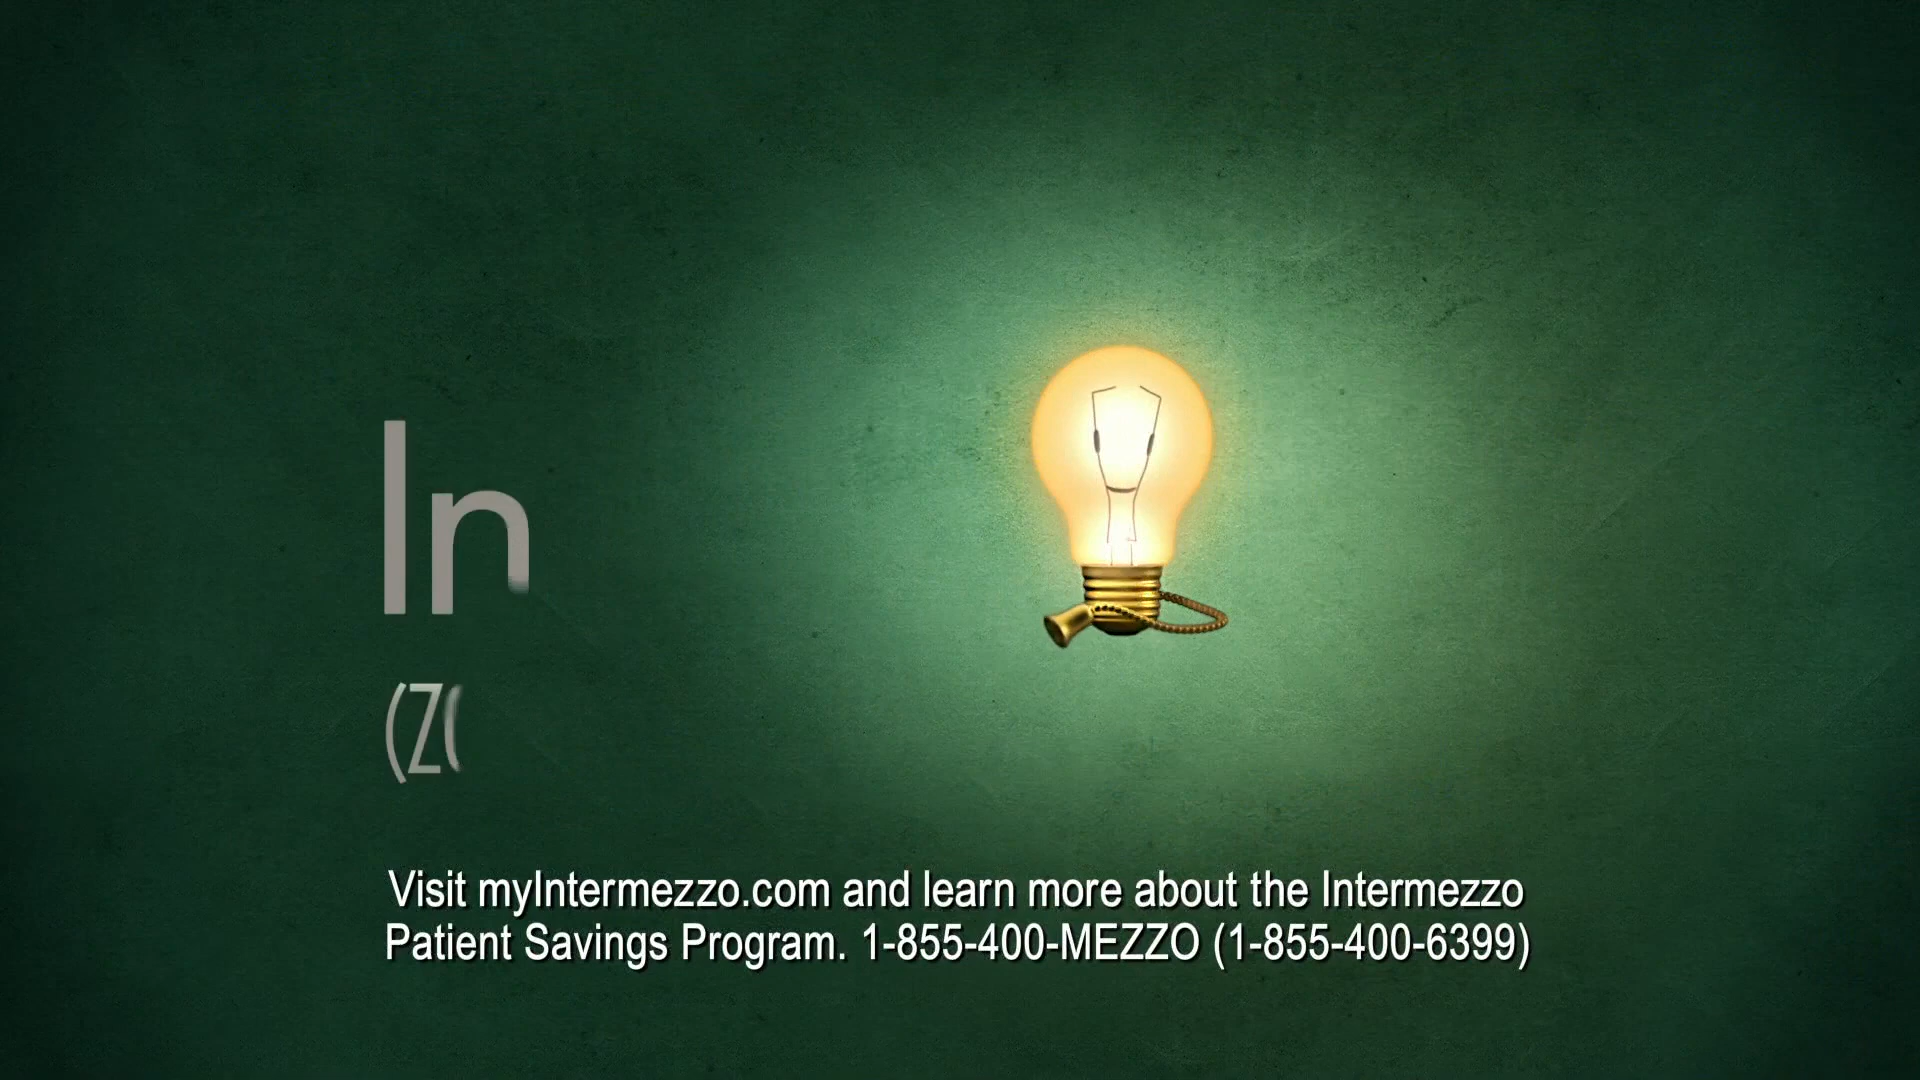 In
(Z
Visit myIntermezzo.com and learn more about the Intermezzo
Patient Savings Program. 1-855-400-MEZZO (1-855-400-6399)